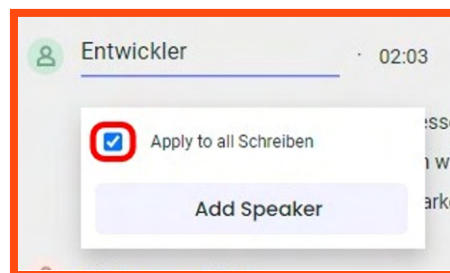 Entwickler · 02:03
Apply to all Schreiben
Add Speaker